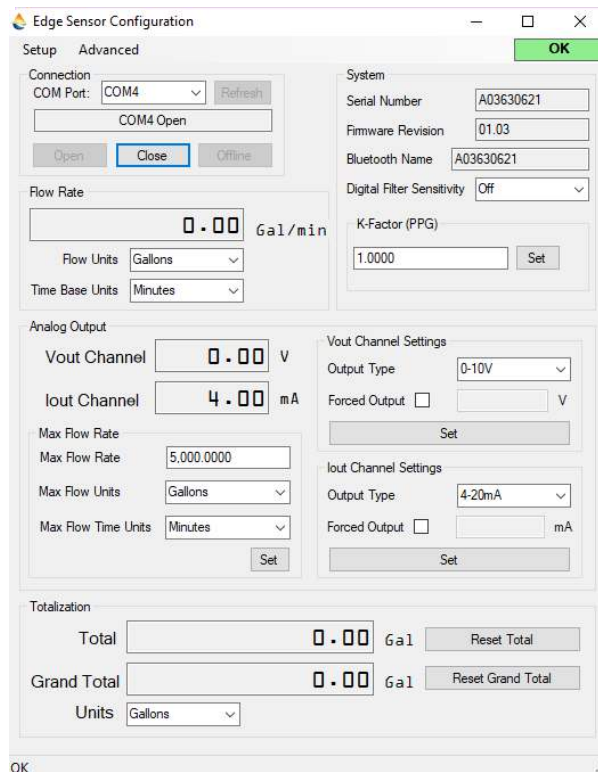 Edge Sensor Configuration
Setup Advanced
OK
Connection
COM Port: COM4 Refresh
COM4 Open
Open Close Offline
System
Serial Number A03630621
Firmware Revision 01.03
Bluetooth Name A03630621
Digital Filter Sensitivity Off
K-Factor (PPG)
1.0000 Set
Flow Rate
0.00 Gal/min
Flow Units Gallons
Time Base Units Minutes
Analog Output
Vout Channel 0.00 V
Iout Channel 4.00 mA
Max Flow Rate
Max Flow Rate 5,000.0000
Max Flow Units Gallons
Max Flow Time Units Minutes
Set
Vout Channel Settings
Output Type 0-10V
Forced Output V
Set
Iout Channel Settings
Output Type 4-20mA
Forced Output mA
Set
Totalization
Total 0.00 Gal Reset Total
Grand Total 0.00 Gal Reset Grand Total
Units Gallons
OK